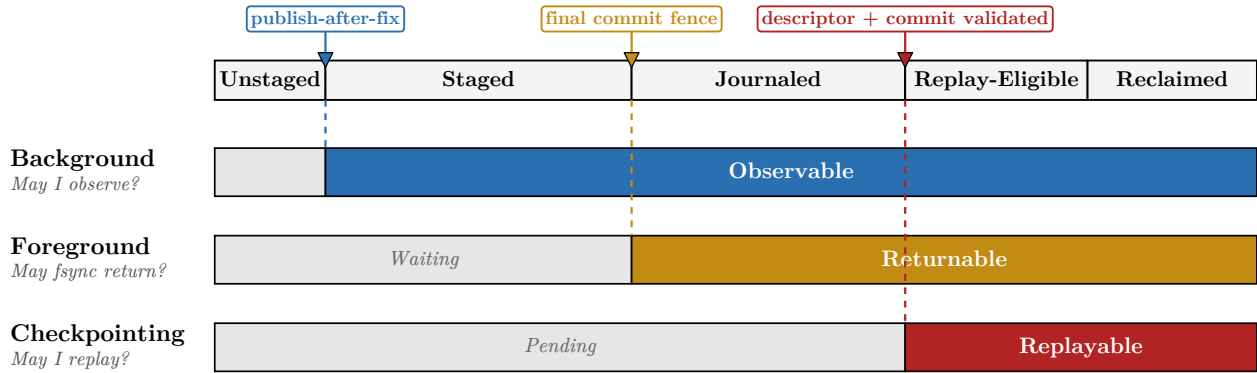 publish-after-fix
final commit fence
descriptor + commit validated
Unstaged
Staged
Journaled
Replay-Eligible
Reclaimed
Background
May I observe?
Observable
Foreground
May fsync return?
Waiting
Returnable
Checkpointing
May I replay?
Pending
Replayable